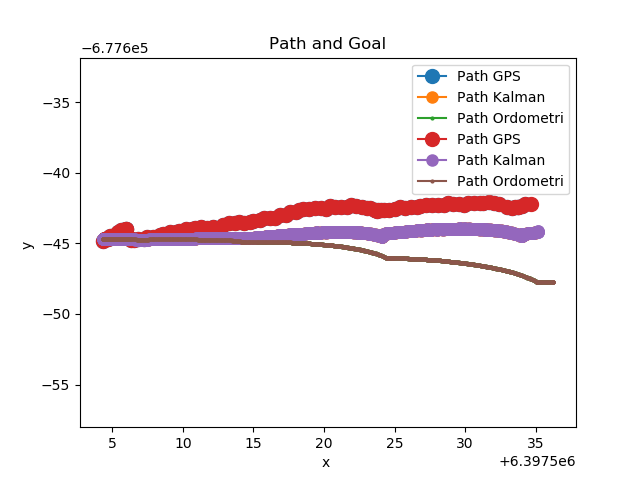 Path and Goal
−6.776e5
Path GPS
Path Kalman
Path Ordometri
Path GPS
Path Kalman
Path Ordometri
−35
−40
−45
−50
−55
y
5 10 15 20 25 30 35
x
+6.3975e6